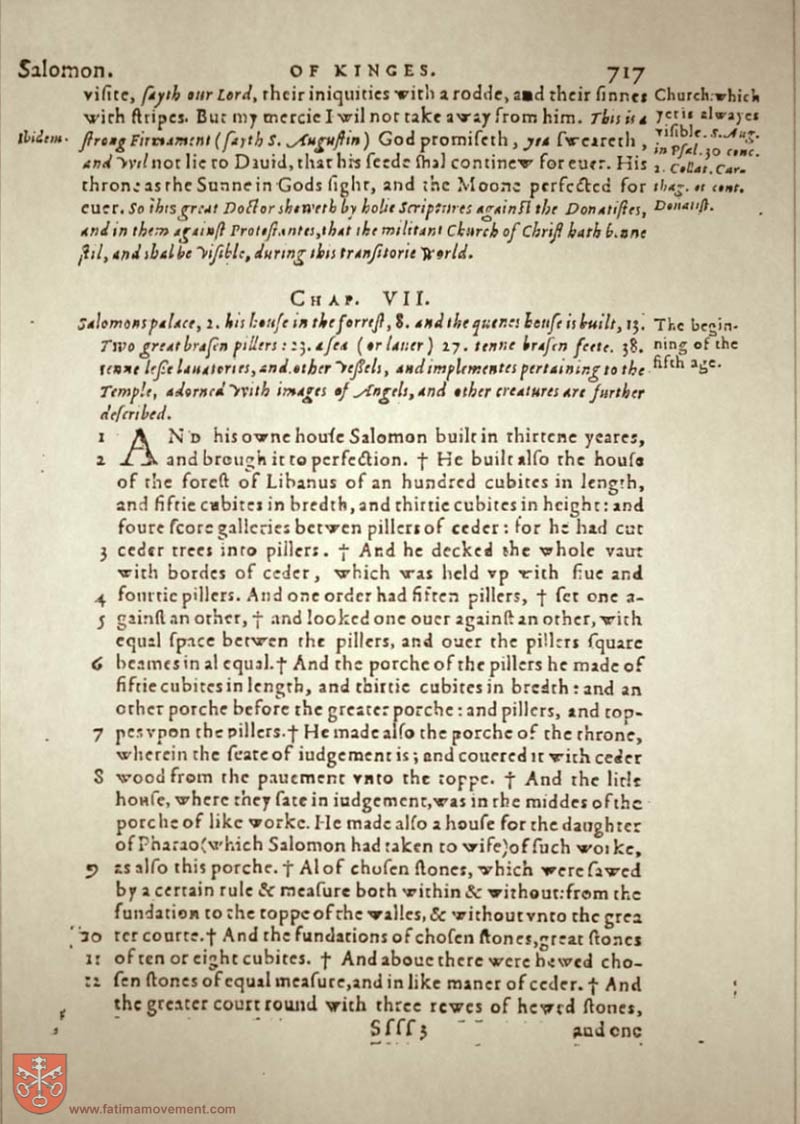 Salomon. OF KINGES. 717
viſite, ſayth our Lord, their iniquities with a rodde, and their ſinnes
with ſtripes. But my mercie I wil not take away from him. This is a
ſtrong Firmament (ſayth S. Auguſtin) God promiſeth, yea ſweareth,
and wil not lie to Dauid, that his ſeede ſhal continew for euer. His
throne as the Sunne in Gods ſight, and the Moone perfected for
euer. So this great Doctor sheweth by holie Scriptures againſt the Donatiſtes,
and in them againſt Proteſtantes, that the militant Church of Chriſt hath benne
ſtil, and shal be viſible, during this tranſitorie world.
Ibidem.
Church: which
yet is alwayes
viſible. S. Aug.
in Pſal. 30 conc.
2. Collat. Car-
thag. et cont.
Donatiſt.
CHAP. VII.
Salomons palace, 2. his houſe in the forreſt, 8. and the quenes houſe is built, 13.
Two great braſen pillers: 23. a ſea (or lauer) 27. tenne braſen feete. 38.
tenne leſſe lauatories, and other veſſels, and implementes pertaining to the
Temple, adorned with images of Angels, and other creatures are further
deſcribed.
The begin-
ning of the
fifth age.
1 AND his owne houſe Salomon built in thirtene yeares,
2 and brough it to perfection. † He built alſo the houſe
of the foreſt of Libanus of an hundred cubites in length,
and fiftie cubites in bredth, and thirtie cubites in height: and
foure ſcore galleries betwen pillers of ceder: for he had cut
3 ceder trees into pillers. † And he decked the whole vaut
with bordes of ceder, which was held vp with fiue and
4 fourtie pillers. And one order had fiften pillers, † ſet one a-
5 gainſt an other, † and looked one ouer againſt an other, with
equal ſpace betwen the pillers, and ouer the pillers ſquare
6 beames in al equal. † And the porche of the pillers he made of
fiftie cubites in length, and thirtie cubites in bredth: and an
other porche before the greater porche: and pillers, and top-
7 pes vpon the pillers. † He made alſo the porche of the throne,
wherein the ſeate of iudgement is; and couered it with ceder
8 wood from the pauement vnto the toppe. † And the litle
houſe, where they ſate in iudgement, was in the middes of the
porche of like worke. He made alſo a houſe for the daughter
of Pharao (which Salomon had taken to wife) of ſuch worke,
9 as alſo this porche. † Al of choſen ſtones, which were ſawed
by a certain rule & meaſure both within & without: from the
fundation to the toppe of the walles, & without vnto the grea
10 ter courte. † And the fundations of choſen ſtones, great ſtones
11 of ten or eight cubites. † And aboue there were hewed cho-
12 ſen ſtones of equal meaſure, and in like maner of ceder. † And
the greater court round with three rewes of hewed ſtones,
Sſſſ 3 and one
www.fatimamovement.com